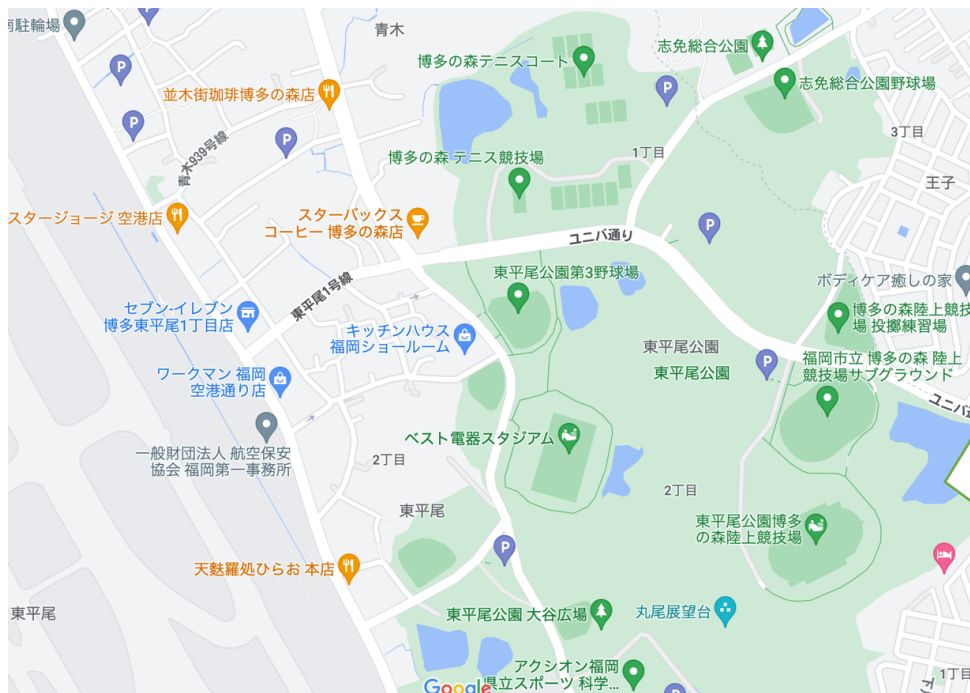 南駐輪場
青木
博多の森テニスコート
志免総合公園
志免総合公園野球場
並木街珈琲博多の森店
P
P
P
P
P
青木939号線
3丁目
1丁目
博多の森 テニス競技場
王子
スタージョージ 空港店
スターバックス
コーヒー 博多の森店
P
ユニバ通り
東平尾1号線
東平尾公園第3野球場
ボディケア癒しの家
セブン-イレブン
博多東平尾1丁目店
キッチンハウス
福岡ショールーム
博多の森陸上競技
場 投擲練習場
東平尾公園
東平尾公園
P
福岡市立 博多の森 陸上
競技場サブグラウンド
ワークマン 福岡
空港通り店
ユニバ通
ベスト電器スタジアム
一般財団法人 航空保安
協会 福岡第一事務所
2丁目
2丁目
東平尾
東平尾公園博多
の森陸上競技場
P
天麩羅処ひらお 本店
東平尾
東平尾公園 大谷広場
丸尾展望台
アクシオン福岡
県立スポーツ 科学...
Google
P
1丁目